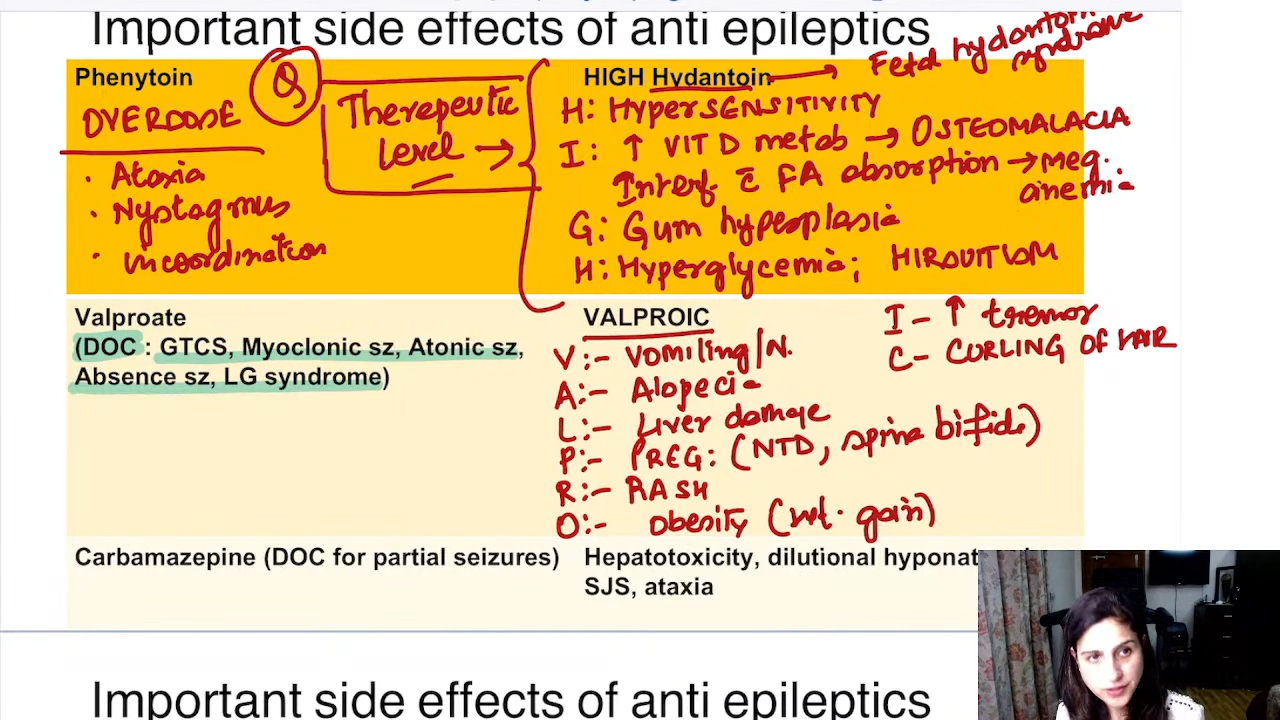 Important side effects of anti epileptics
Phenytoin
OVERDOSE
· Ataxia
· Nystagmus
· incoordination
Q
Therepeutic
level →
HIGH Hydantoin → Fetal hydantoin
syndrome
H: HyperSENSITIVITY
I: ↑ VIT D metab → OSTEOMALACIA
Interf c̄ FA absorption → Meg.
anemia
G: Gum hyperplasia
H: Hyperglycemia; HIRSUITISM
Valproate
(DOC : GTCS, Myoclonic sz, Atonic sz,
Absence sz, LG syndrome)
VALPROIC
V:- Vomiling/N.
A:- Alopecia
L:- Liver damage
P:- PREG: (NTD, spina bifida)
R:- RASH
O:- Obesity (wt. gain)
I- ↑ tremor
C- CURLING OF HAIR
Carbamazepine (DOC for partial seizures)
Hepatotoxicity, dilutional
SJS, ataxia
Important side effects of anti epileptics